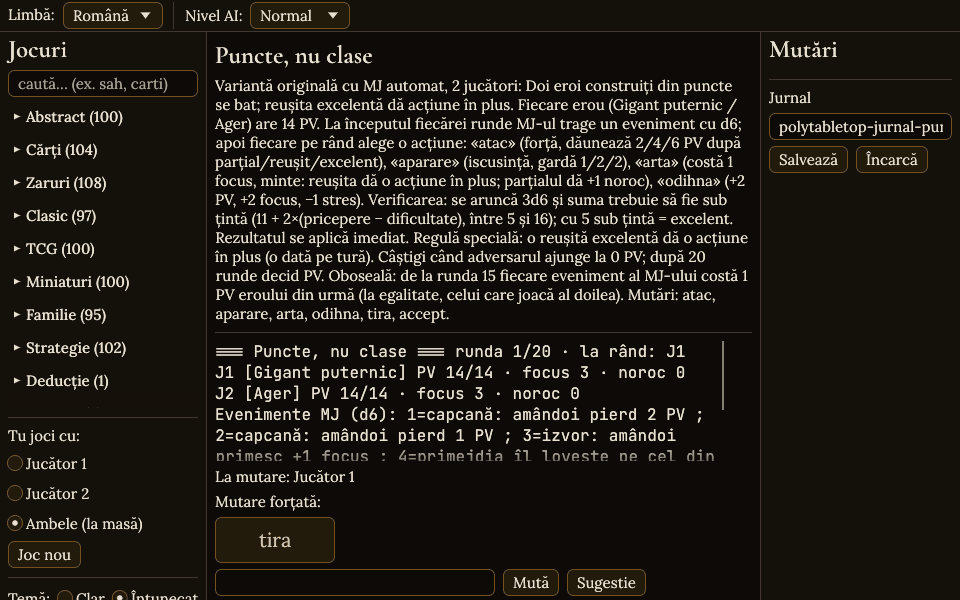 Limbă: Română ▼ Nivel AI: Normal ▼
Jocuri
caută... (ex. sah, carti)
▸ Abstract (100)
▸ Cărți (104)
▸ Zaruri (108)
▸ Clasic (97)
▸ TCG (100)
▸ Miniaturi (100)
▸ Familie (95)
▸ Strategie (102)
▸ Deducție (1)
Tu joci cu:
Jucător 1
Jucător 2
Ambele (la masă)
Joc nou
Temă: Clar Întunecat
Puncte, nu clase
Variantă originală cu MJ automat, 2 jucători: Doi eroi construiți din puncte
se bat; reușita excelentă dă acțiune în plus. Fiecare erou (Gigant puternic /
Ager) are 14 PV. La începutul fiecărei runde MJ-ul trage un eveniment cu d6;
apoi fiecare pe rând alege o acțiune: «atac» (forță, dăunează 2/4/6 PV după
parțial/reușit/excelent), «aparare» (iscusință, gardă 1/2/2), «arta» (costă 1
focus, minte: reușita dă o acțiune în plus; parțialul dă +1 noroc), «odihna» (+2
PV, +2 focus, −1 stres). Verificarea: se aruncă 3d6 și suma trebuie să fie sub
țintă (11 + 2×(pricepere − dificultate), între 5 și 16); cu 5 sub țintă = excelent.
Rezultatul se aplică imediat. Regulă specială: o reușită excelentă dă o acțiune
în plus (o dată pe tură). Câștigi când adversarul ajunge la 0 PV; după 20
runde decid PV. Oboseală: de la runda 15 fiecare eveniment al MJ-ului costă 1
PV eroului din urmă (la egalitate, celui care joacă al doilea). Mutări: atac,
aparare, arta, odihna, tira, accept.
═══ Puncte, nu clase ═══ runda 1/20 · la rând: J1
J1 [Gigant puternic] PV 14/14 · focus 3 · noroc 0
J2 [Ager] PV 14/14 · focus 3 · noroc 0
Evenimente MJ (d6): 1=capcană: amândoi pierd 2 PV ;
2=capcană: amândoi pierd 1 PV ; 3=izvor: amândoi
primesc +1 focus ; 4=primejdia îl lovește pe cel din
La mutare: Jucător 1
Mutare forțată:
tira
Mută Sugestie
Mutări
Jurnal
polytabletop-jurnal-pun
Salvează Încarcă